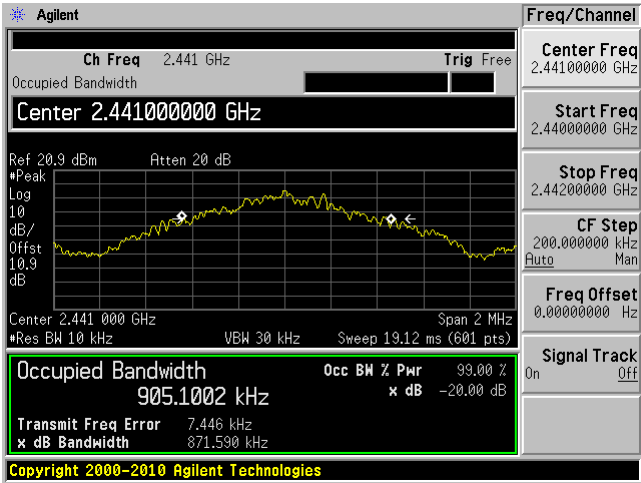 Agilent
Freq/Channel
Ch Freq 2.441 GHz Trig Free
Occupied Bandwidth
Center 2.441000000 GHz
Center Freq
2.44100000 GHz
Start Freq
2.44000000 GHz
Stop Freq
2.44200000 GHz
CF Step
200.000000 kHz
Auto Man
Freq Offset
0.00000000 Hz
Signal Track
On Off
Ref 20.9 dBm Atten 20 dB
#Peak
Log
10
dB/
Offst
10.9
dB
Center 2.441 000 GHz Span 2 MHz
#Res BW 10 kHz VBW 30 kHz Sweep 19.12 ms (601 pts)
Occupied Bandwidth Occ BW % Pwr 99.00 %
905.1002 kHz x dB -20.00 dB
Transmit Freq Error 7.446 kHz
x dB Bandwidth 871.590 kHz
Copyright 2000-2010 Agilent Technologies